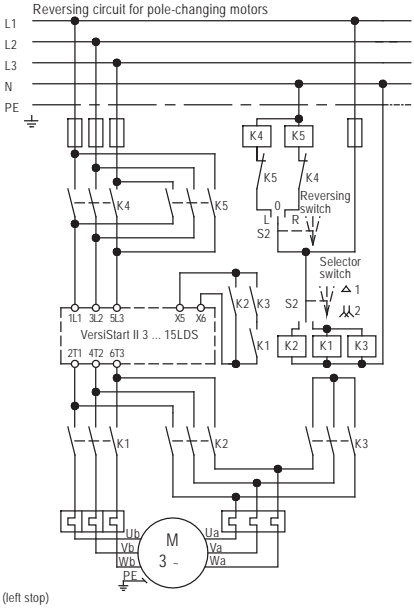 Reversing circuit for pole-changing motors
L1
L2
L3
N
PE
K4 K5
K5 K4
K4 K5
Reversing
switch
L 0 R
S2
Selector
switch
1
S2
2
K2 K3
K1
1L1 3L2 5L3 X5 X6
VersiStart II 3 ... 15LDS
2T1 4T2 6T3
K2 K1 K3
K1 K2 K3
Ub Ua
Vb Va
Wb Wa
M
3 ~
PE
(left stop)